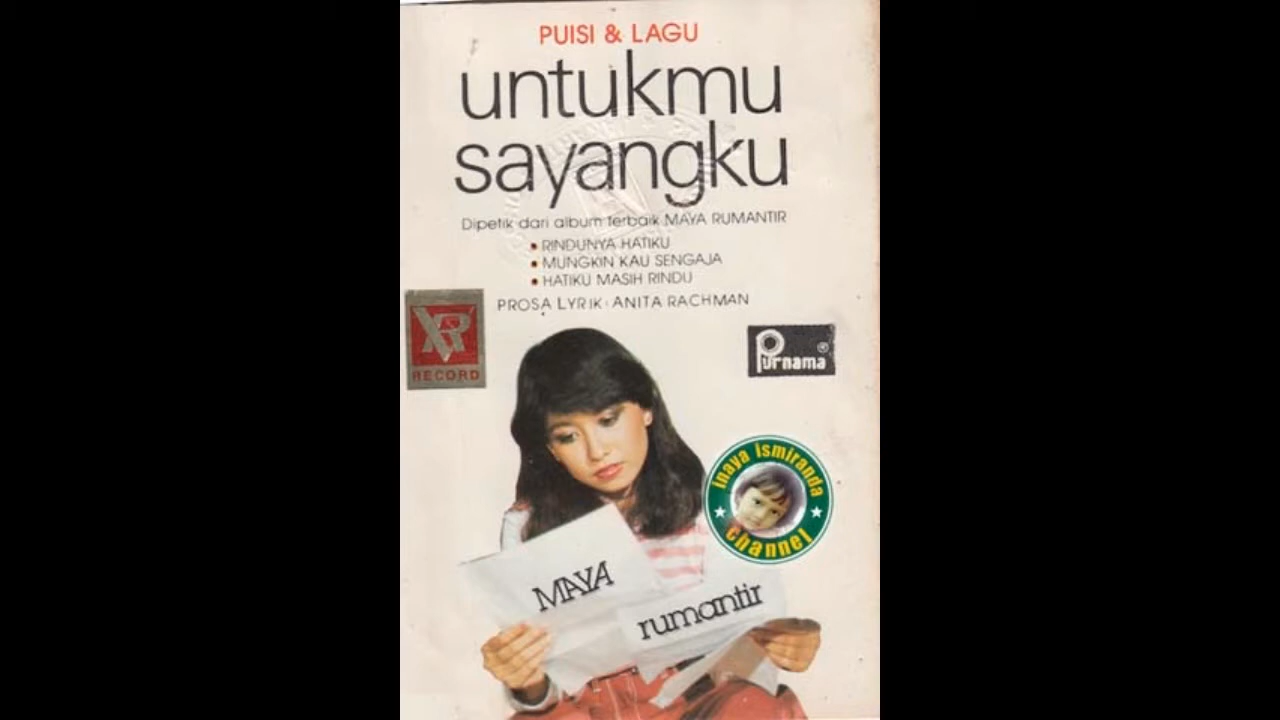 PUISI & LAGU
untukmu
sayangku
Dipetik dari album terbaik MAYA RUMANTIR
• RINDUNYA HATIKU
• MUNGKIN KAU SENGAJA
• HATIKU MASIH RINDU
PROSA LYRIK : ANITA RACHMAN
XR
RECORD
Purnama ®
inaya ismiranda
channel
MAYA
rumantir